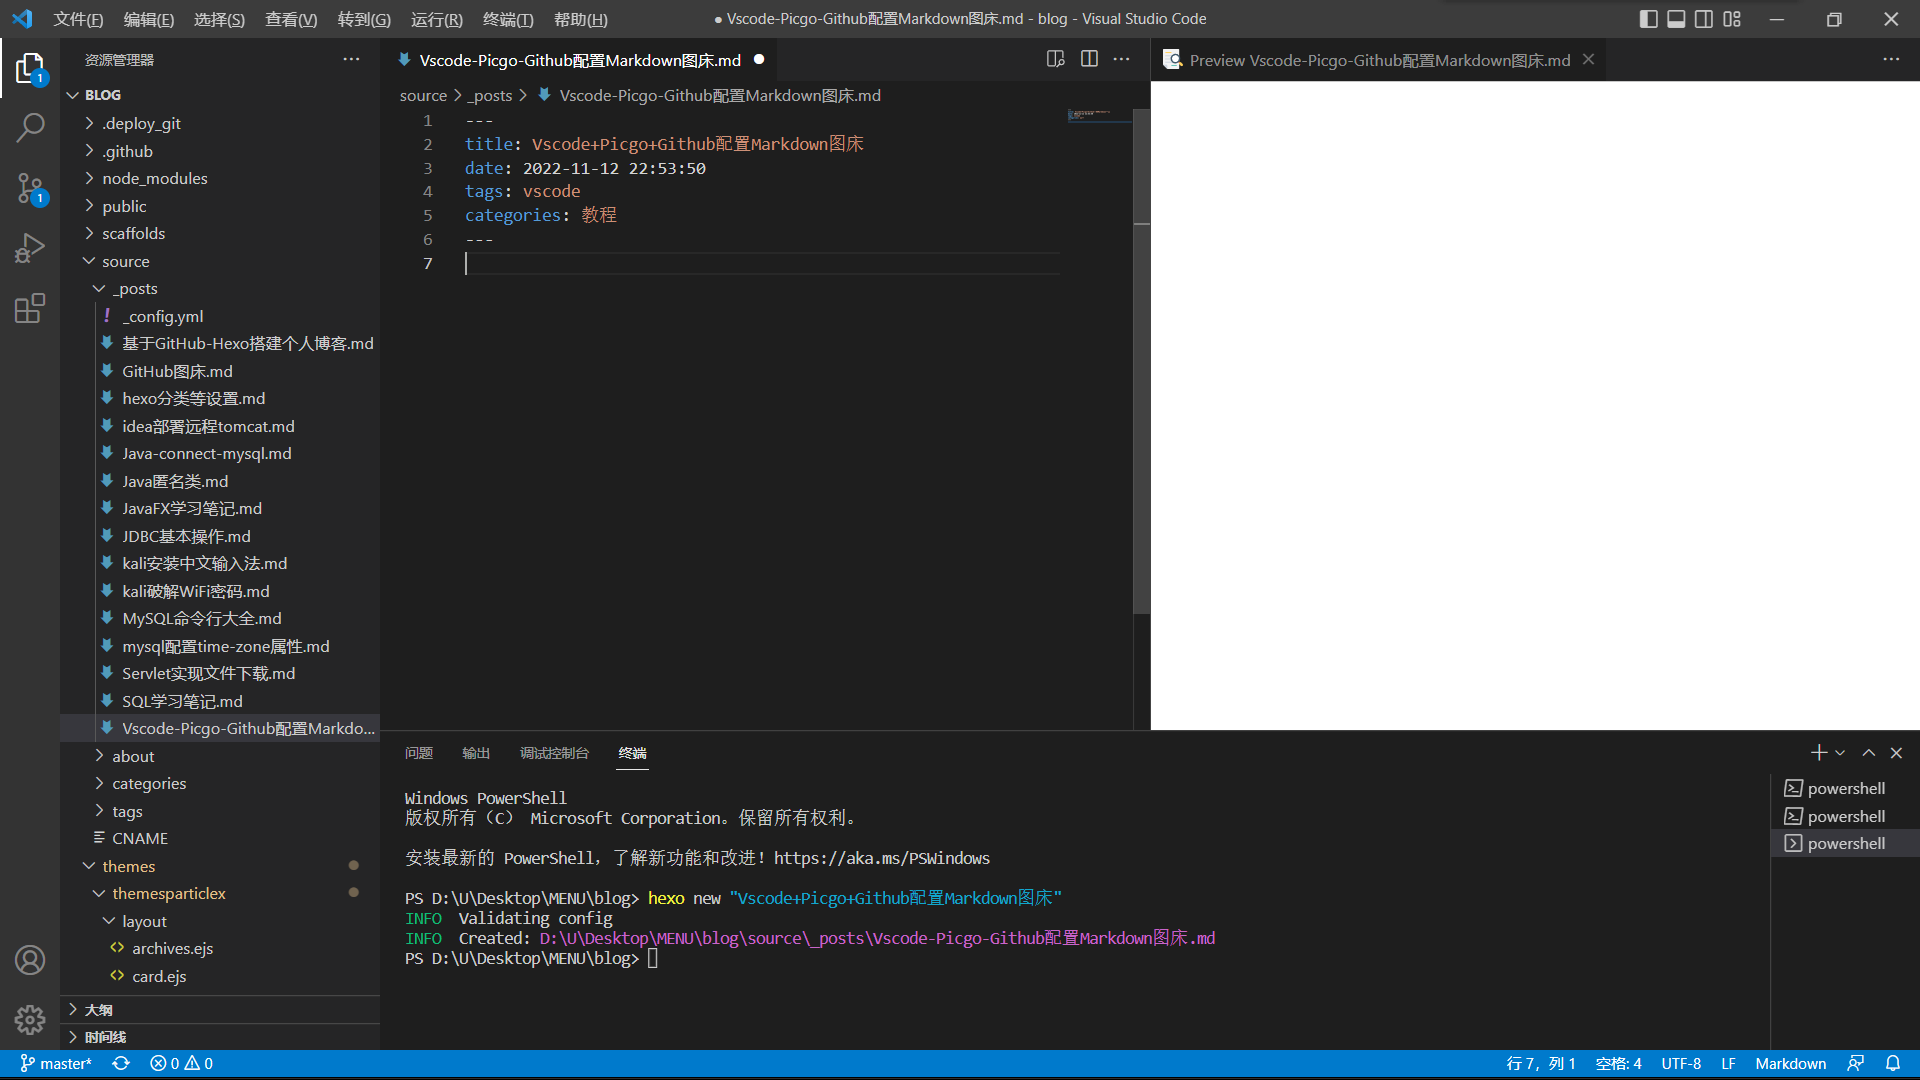 文件(F) 编辑(E) 选择(S) 查看(V) 转到(G) 运行(R) 终端(T) 帮助(H)
● Vscode-Picgo-Github配置Markdown图床.md - blog - Visual Studio Code
资源管理器
BLOG
.deploy_git
.github
node_modules
public
scaffolds
source
_posts
! _config.yml
基于GitHub-Hexo搭建个人博客.md
GitHub图床.md
hexo分类等设置.md
idea部署远程tomcat.md
Java-connect-mysql.md
Java匿名类.md
JavaFX学习笔记.md
JDBC基本操作.md
kali安装中文输入法.md
kali破解WiFi密码.md
MySQL命令行大全.md
mysql配置time-zone属性.md
Servlet实现文件下载.md
SQL学习笔记.md
Vscode-Picgo-Github配置Markdo...
about
categories
tags
CNAME
themes
themesparticlex
layout
<> archives.ejs
<> card.ejs
大纲
时间线
1
1
Vscode-Picgo-Github配置Markdown图床.md
source > _posts > Vscode-Picgo-Github配置Markdown图床.md
1 ---
2 title: Vscode+Picgo+Github配置Markdown图床
3 date: 2022-11-12 22:53:50
4 tags: vscode
5 categories: 教程
6 ---
7
Preview Vscode-Picgo-Github配置Markdown图床.md
问题 输出 调试控制台 终端
Windows PowerShell
版权所有 (C) Microsoft Corporation。保留所有权利。
安装最新的 PowerShell，了解新功能和改进！https://aka.ms/PSWindows
PS D:\U\Desktop\MENU\blog> hexo new "Vscode+Picgo+Github配置Markdown图床"
INFO  Validating config
INFO  Created: D:\U\Desktop\MENU\blog\source\_posts\Vscode-Picgo-Github配置Markdown图床.md
PS D:\U\Desktop\MENU\blog>
powershell
powershell
powershell
master* 0 0
行 7，列 1 空格: 4 UTF-8 LF Markdown